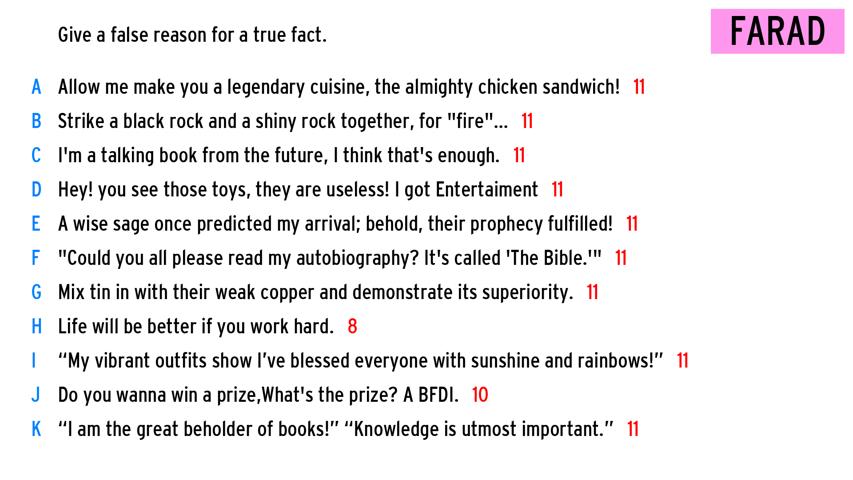 Give a false reason for a true fact.
FARAD
A Allow me make you a legendary cuisine, the almighty chicken sandwich! 11
B Strike a black rock and a shiny rock together, for "fire"... 11
C I'm a talking book from the future, I think that's enough. 11
D Hey! you see those toys, they are useless! I got Entertaiment 11
E A wise sage once predicted my arrival; behold, their prophecy fulfilled! 11
F "Could you all please read my autobiography? It's called 'The Bible.'" 11
G Mix tin in with their weak copper and demonstrate its superiority. 11
H Life will be better if you work hard. 8
I “My vibrant outfits show I’ve blessed everyone with sunshine and rainbows!” 11
J Do you wanna win a prize,What's the prize? A BFDI. 10
K “I am the great beholder of books!” “Knowledge is utmost important.” 11